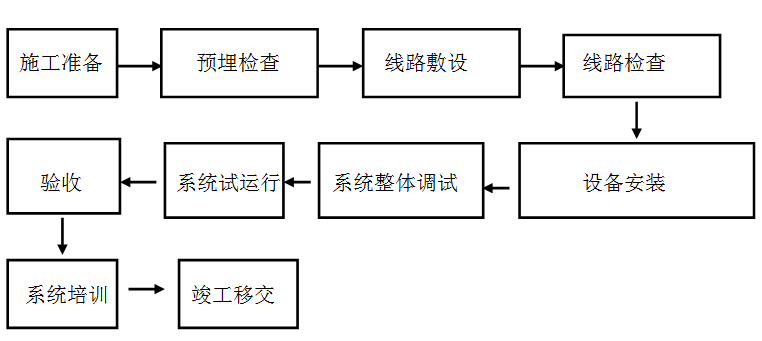 施工准备
预埋检查
线路敷设
线路检查
设备安装
系统整体调试
系统试运行
验收
系统培训
竣工移交